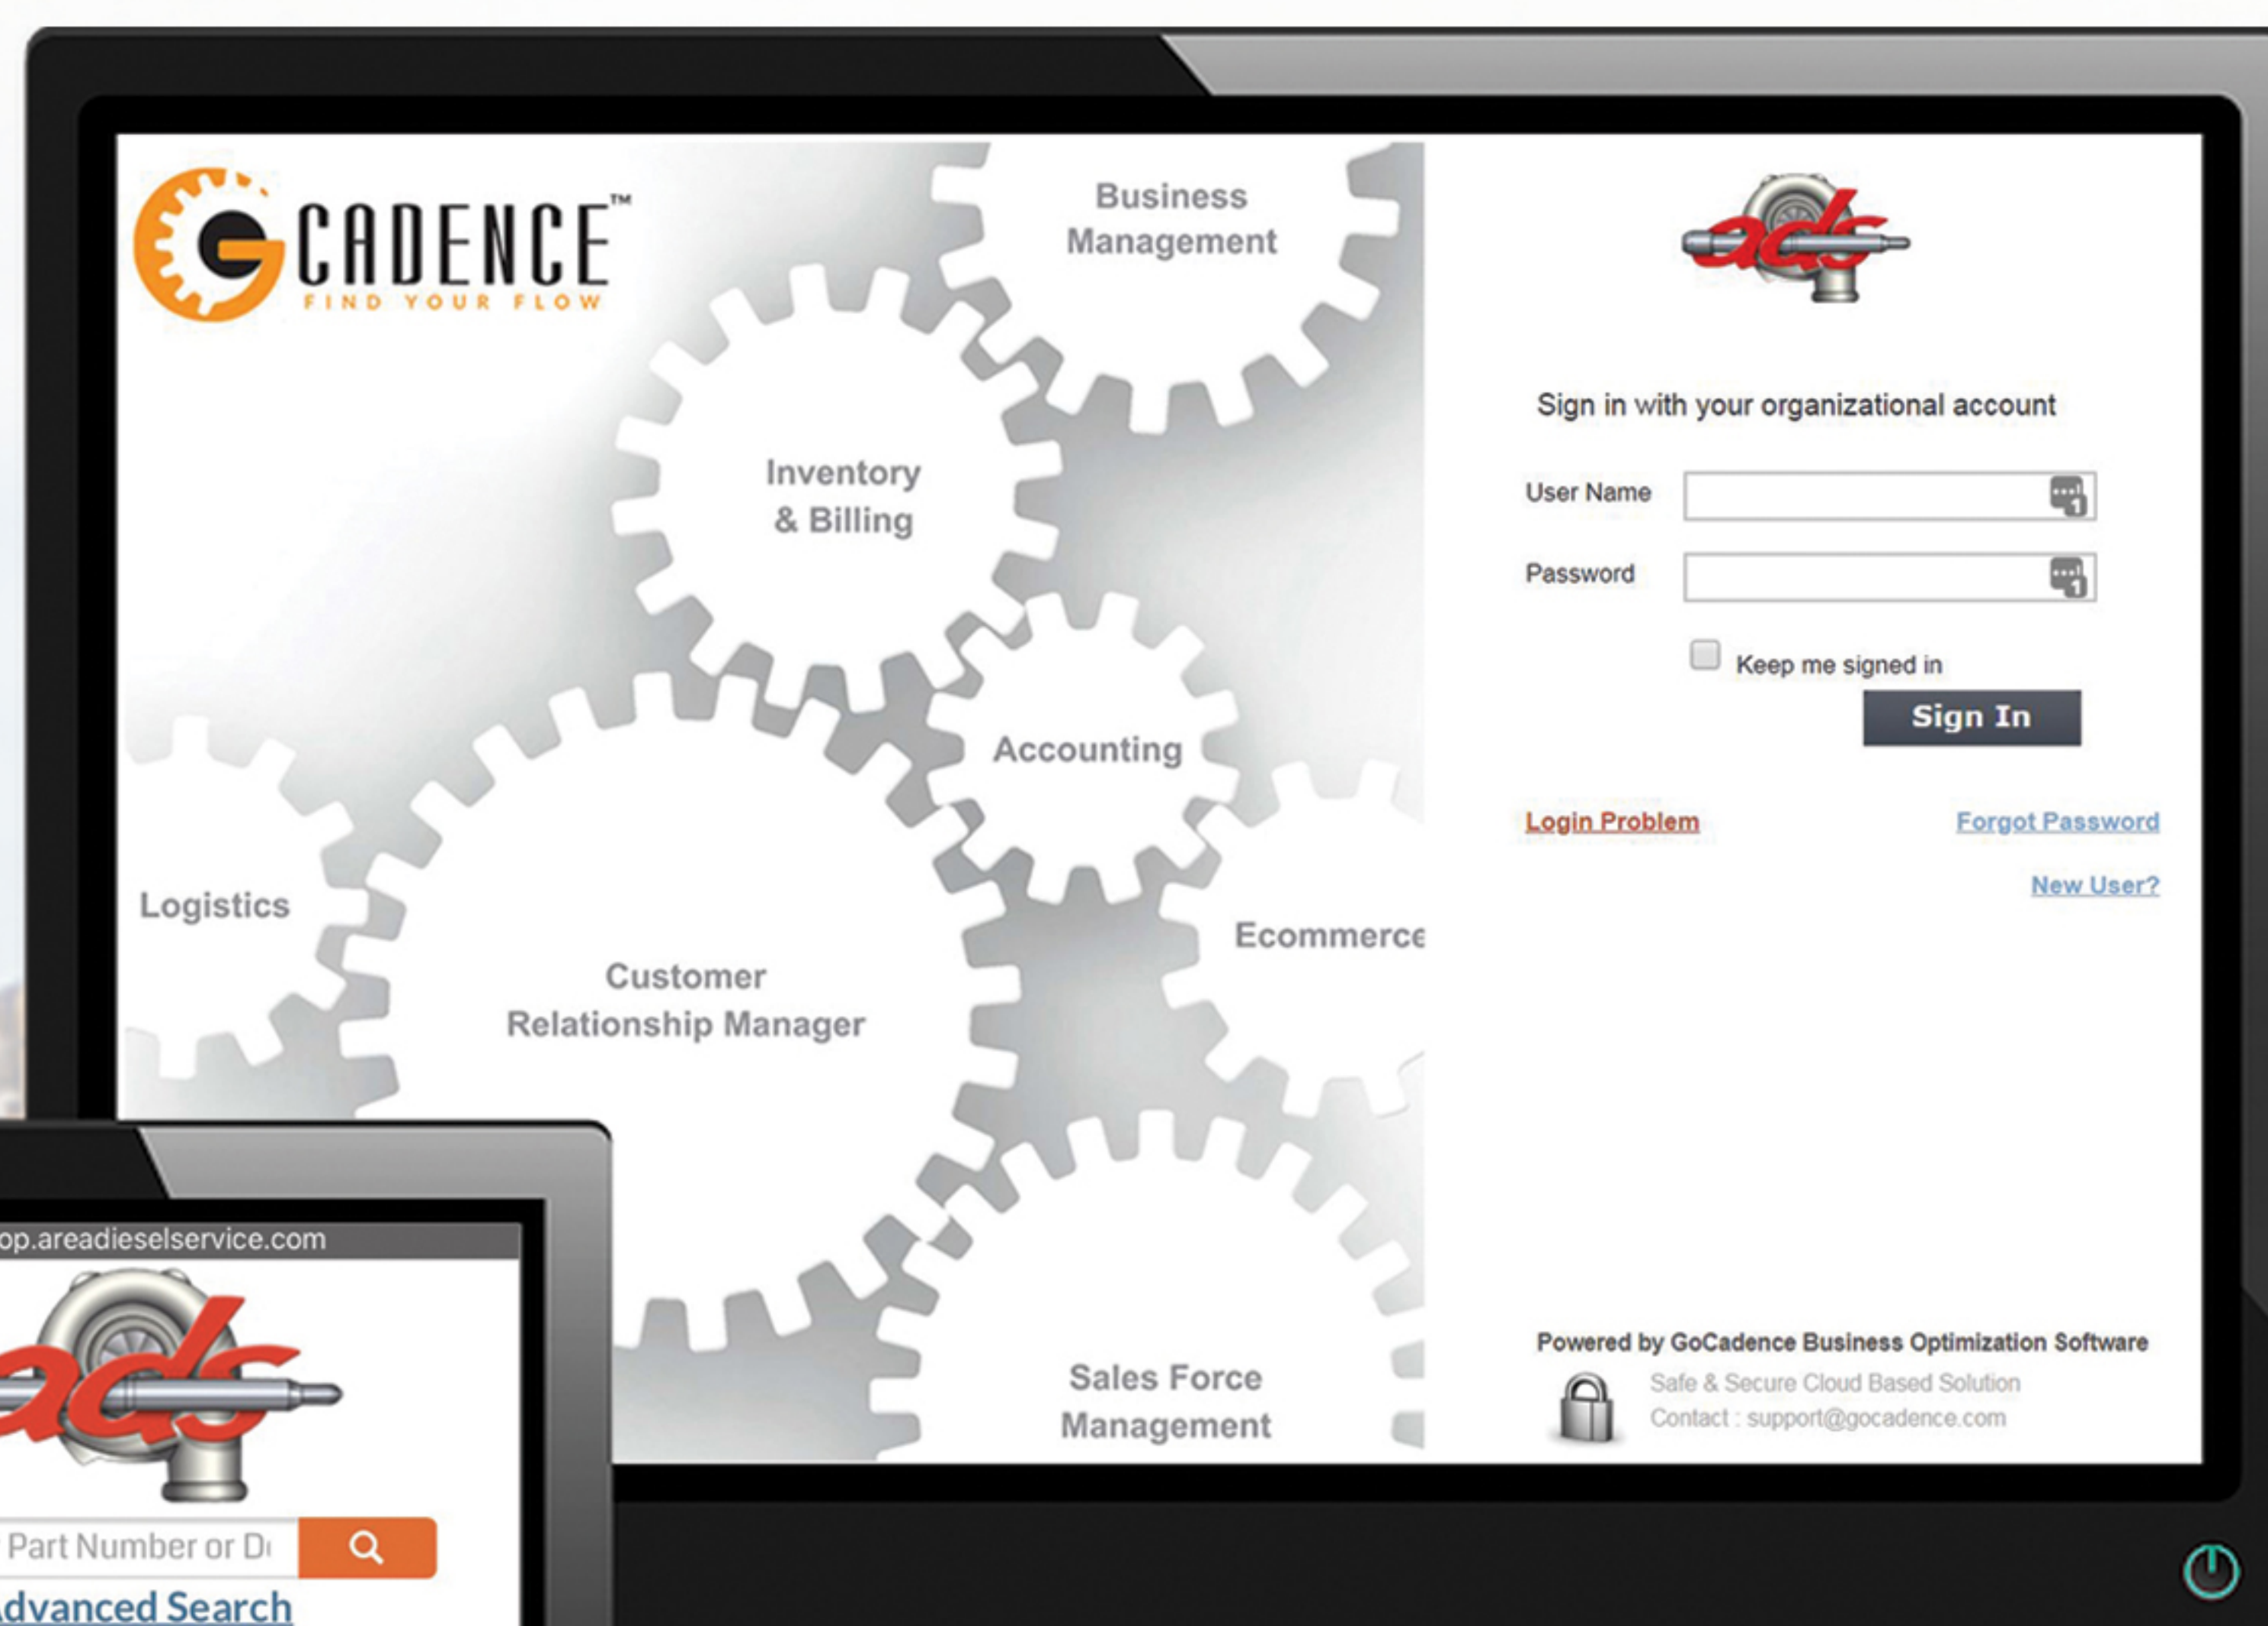 GCADENCE™
FIND YOUR FLOW
Business
Management
Inventory
& Billing
Accounting
Logistics
Ecommerce
Customer
Relationship Manager
Sales Force
Management
ads
Sign in with your organizational account
User Name
Password
Keep me signed in
Sign In
Login Problem
Forgot Password
New User?
Powered by GoCadence Business Optimization Software
Safe & Secure Cloud Based Solution
Contact : support@gocadence.com
op.areadieselservice.com
ads
Part Number or D
dvanced Search